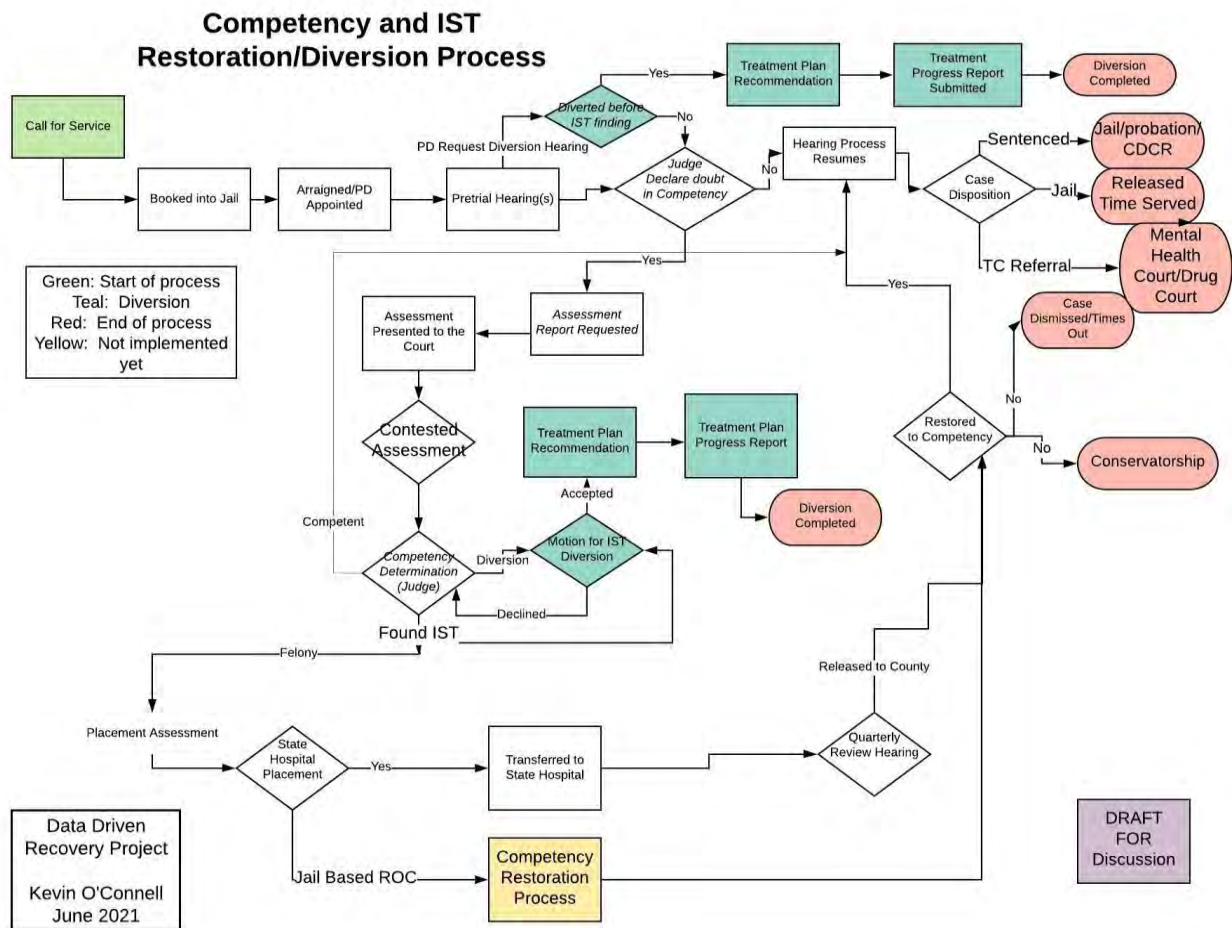 Competency and IST
Restoration/Diversion Process
Call for Service
Booked into Jail
Arraigned/PD
Appointed
Pretrial Hearing(s)
PD Request Diversion Hearing
Diverted before
IST finding
Yes
No
Treatment Plan
Recommendation
Treatment
Progress Report
Submitted
Diversion
Completed
Judge
Declare doubt
in Competency
No
Hearing Process
Resumes
Case
Disposition
Sentenced
Jail/probation/
CDCR
Jail
Released
Time Served
TC Referral
Mental
Health
Court/Drug
Court
Green: Start of process
Teal: Diversion
Red: End of process
Yellow: Not implemented
yet
Yes
Assessment
Report Requested
Assessment
Presented to the
Court
Contested
Assessment
Competent
Competency
Determination
(Judge)
Diversion
Motion for IST
Diversion
Declined
Accepted
Treatment Plan
Recommendation
Treatment Plan
Progress Report
Diversion
Completed
Yes
Restored
to Competency
No
Case
Dismissed/Times
Out
No
Conservatorship
Found IST
Felony
Placement Assessment
State
Hospital
Placement
Yes
Transferred to
State Hospital
Quarterly
Review Hearing
Released to County
Jail Based ROC
Competency
Restoration
Process
Data Driven
Recovery Project
Kevin O'Connell
June 2021
DRAFT
FOR
Discussion